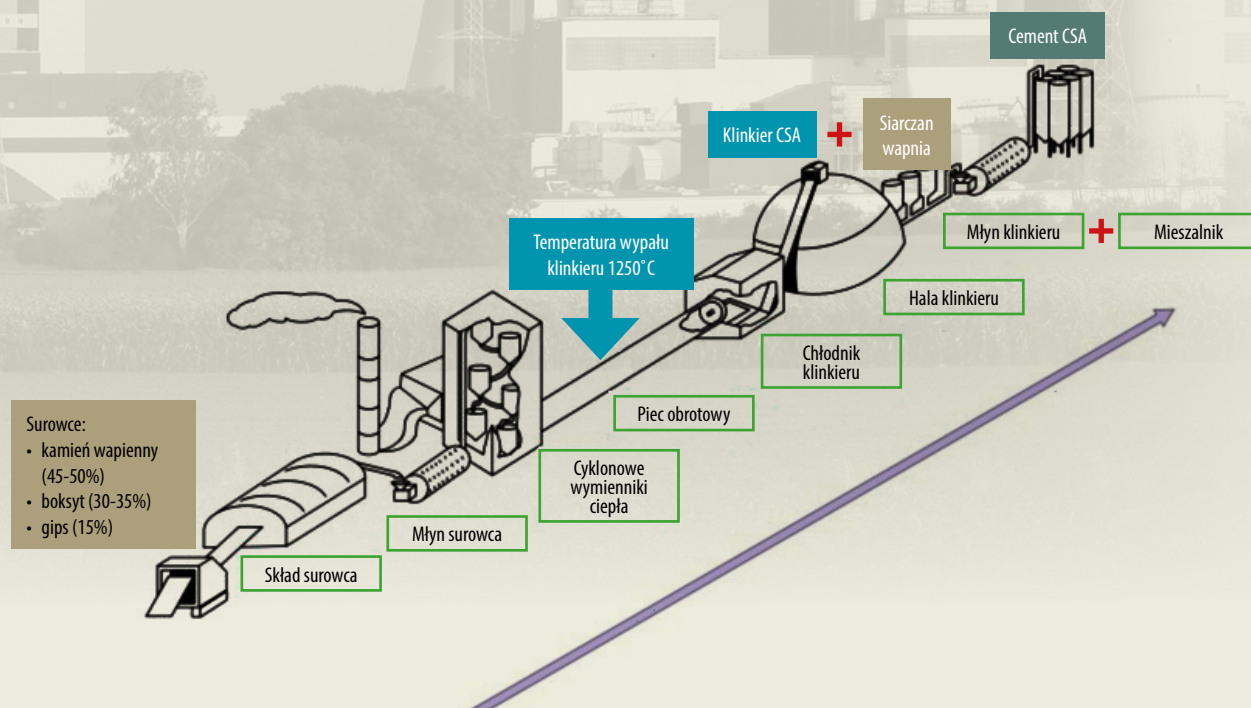 Cement CSA
Klinkier CSA
+
Siarczan
wapnia
Młyn klinkieru
+
Mieszalnik
Temperatura wypału
klinkieru 1250°C
Hala klinkieru
Chłodnik
klinkieru
Piec obrotowy
Surowce:
• kamień wapienny
(45-50%)
• boksyt (30-35%)
• gips (15%)
Cyklonowe
wymienniki
ciepła
Młyn surowca
Skład surowca